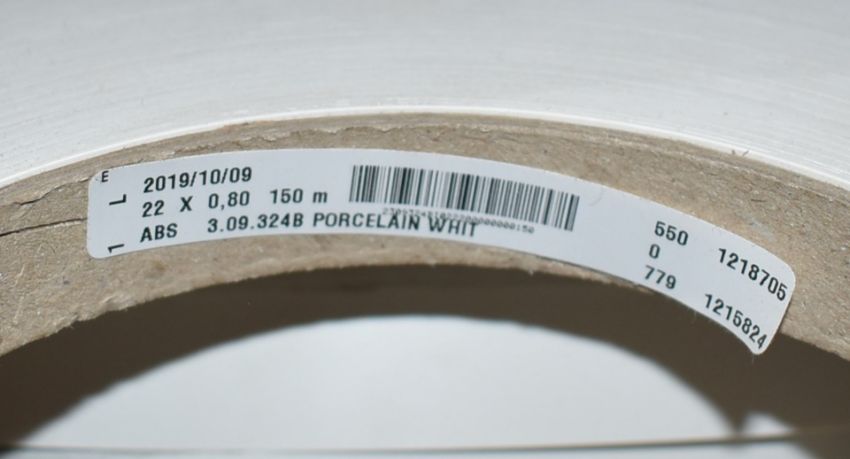 E
1 L
2019/10/09
22 X 0,80 150 m
ABS 3.09.324B PORCELAIN WHIT
550 1218705
0
779 1215824